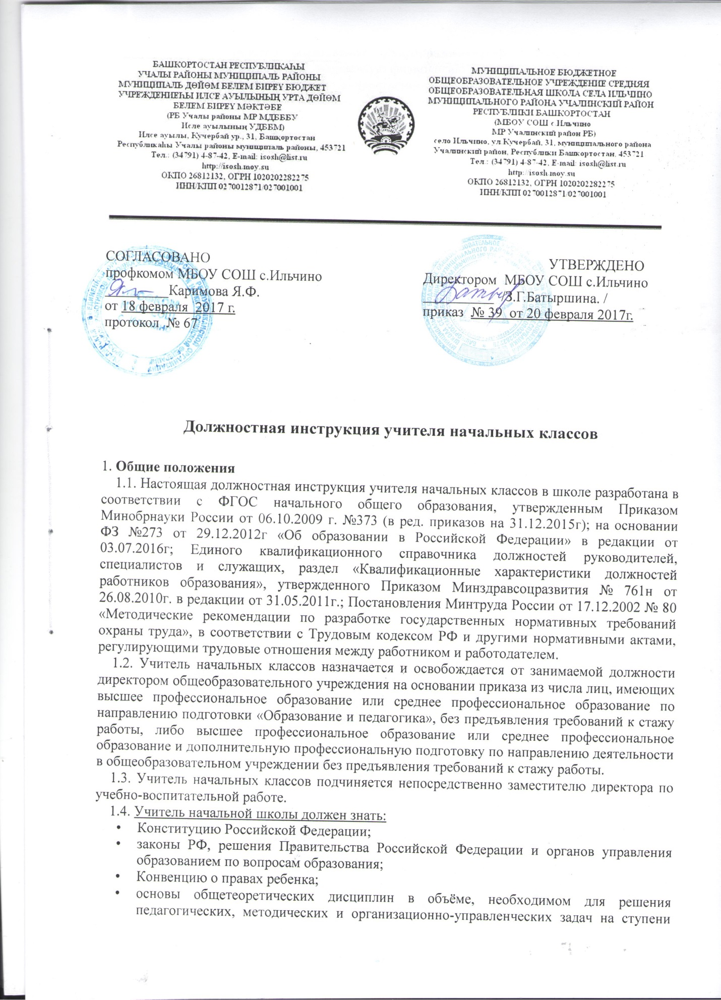 БАШКОРТОСТАН РЕСПУБЛИКАҺЫ
УЧАЛЫ РАЙОНЫ МУНИЦИПАЛЬ РАЙОНЫ
МУНИЦИПАЛЬ ДӨЙӨМ БЕЛЕМ БИРЕҮ БЮДЖЕТ
УЧРЕЖДЕНИЕҺЫ ИЛСЕ АУЫЛЫНЫҢ УРТА ДӨЙӨМ
БЕЛЕМ БИРЕҮ МӘКТӘБЕ
(РБ Учалы районы МР МДБББУ
Исле ауылының УДББМ)
Илсе ауылы, Кучербай ур., 31, Башҡортостан
Республикаһы Учалы районы муниципаль районы, 453721
Тел.: (34791) 4-87-42, E-mail: isosh@list.ru
http://isosh.moy.su
ОКПО 26812132, ОГРН 1020202282275
ИНН/КПП 0270012871/027001001
МУНИЦИПАЛЬНОЕ БЮДЖЕТНОЕ
ОБЩЕОБРАЗОВАТЕЛЬНОЕ УЧРЕЖДЕНИЕ СРЕДНЯЯ
ОБЩЕОБРАЗОВАТЕЛЬНАЯ ШКОЛА СЕЛА ИЛЬЧИНО
МУНИЦИПАЛЬНОГО РАЙОНА УЧАЛИНСКИЙ РАЙОН
РЕСПУБЛИКИ БАШКОРТОСТАН
(МБОУ СОШ с.Ильчино
МР Учалинский район РБ)
село Ильчино, ул.Кучербай, 31, муниципального района
Учалинский район, Республики Башкортостан, 453721
Тел.: (34791) 4-87-42, E-mail: isosh@list.ru
http://isosh.moy.su
ОКПО 26812132, ОГРН 1020202282275
ИНН/КПП 0270012871/027001001
СОГЛАСОВАНО
профкомом МБОУ СОШ с.Ильчино
_________ Каримова Я.Ф.
от 18 февраля 2017 г.
протокол № 67
УТВЕРЖДЕНО
Директором МБОУ СОШ с.Ильчино
__________ /З.Г.Батыршина. /
приказ № 39 от 20 февраля 2017г.
Должностная инструкция учителя начальных классов
1. Общие положения
1.1. Настоящая должностная инструкция учителя начальных классов в школе разработана в
соответствии с ФГОС начального общего образования, утвержденным Приказом
Минобрнауки России от 06.10.2009 г. №373 (в ред. приказов на 31.12.2015г); на основании
ФЗ №273 от 29.12.2012г «Об образовании в Российской Федерации» в редакции от
03.07.2016г; Единого квалификационного справочника должностей руководителей,
специалистов и служащих, раздел «Квалификационные характеристики должностей
работников образования», утвержденного Приказом Минздравсоцразвития № 761н от
26.08.2010г. в редакции от 31.05.2011г.; Постановления Минтруда России от 17.12.2002 № 80
«Методические рекомендации по разработке государственных нормативных требований
охраны труда», в соответствии с Трудовым кодексом РФ и другими нормативными актами,
регулирующими трудовые отношения между работником и работодателем.
1.2. Учитель начальных классов назначается и освобождается от занимаемой должности
директором общеобразовательного учреждения на основании приказа из числа лиц, имеющих
высшее профессиональное образование или среднее профессиональное образование по
направлению подготовки «Образование и педагогика», без предъявления требований к стажу
работы, либо высшее профессиональное образование или среднее профессиональное
образование и дополнительную профессиональную подготовку по направлению деятельности
в общеобразовательном учреждении без предъявления требований к стажу работы.
1.3. Учитель начальных классов подчиняется непосредственно заместителю директора по
учебно-воспитательной работе.
1.4. Учитель начальной школы должен знать:
• Конституцию Российской Федерации;
• законы РФ, решения Правительства Российской Федерации и органов управления
образованием по вопросам образования;
• Конвенцию о правах ребенка;
• основы общетеоретических дисциплин в объёме, необходимом для решения
педагогических, методических и организационно-управленческих задач на ступени